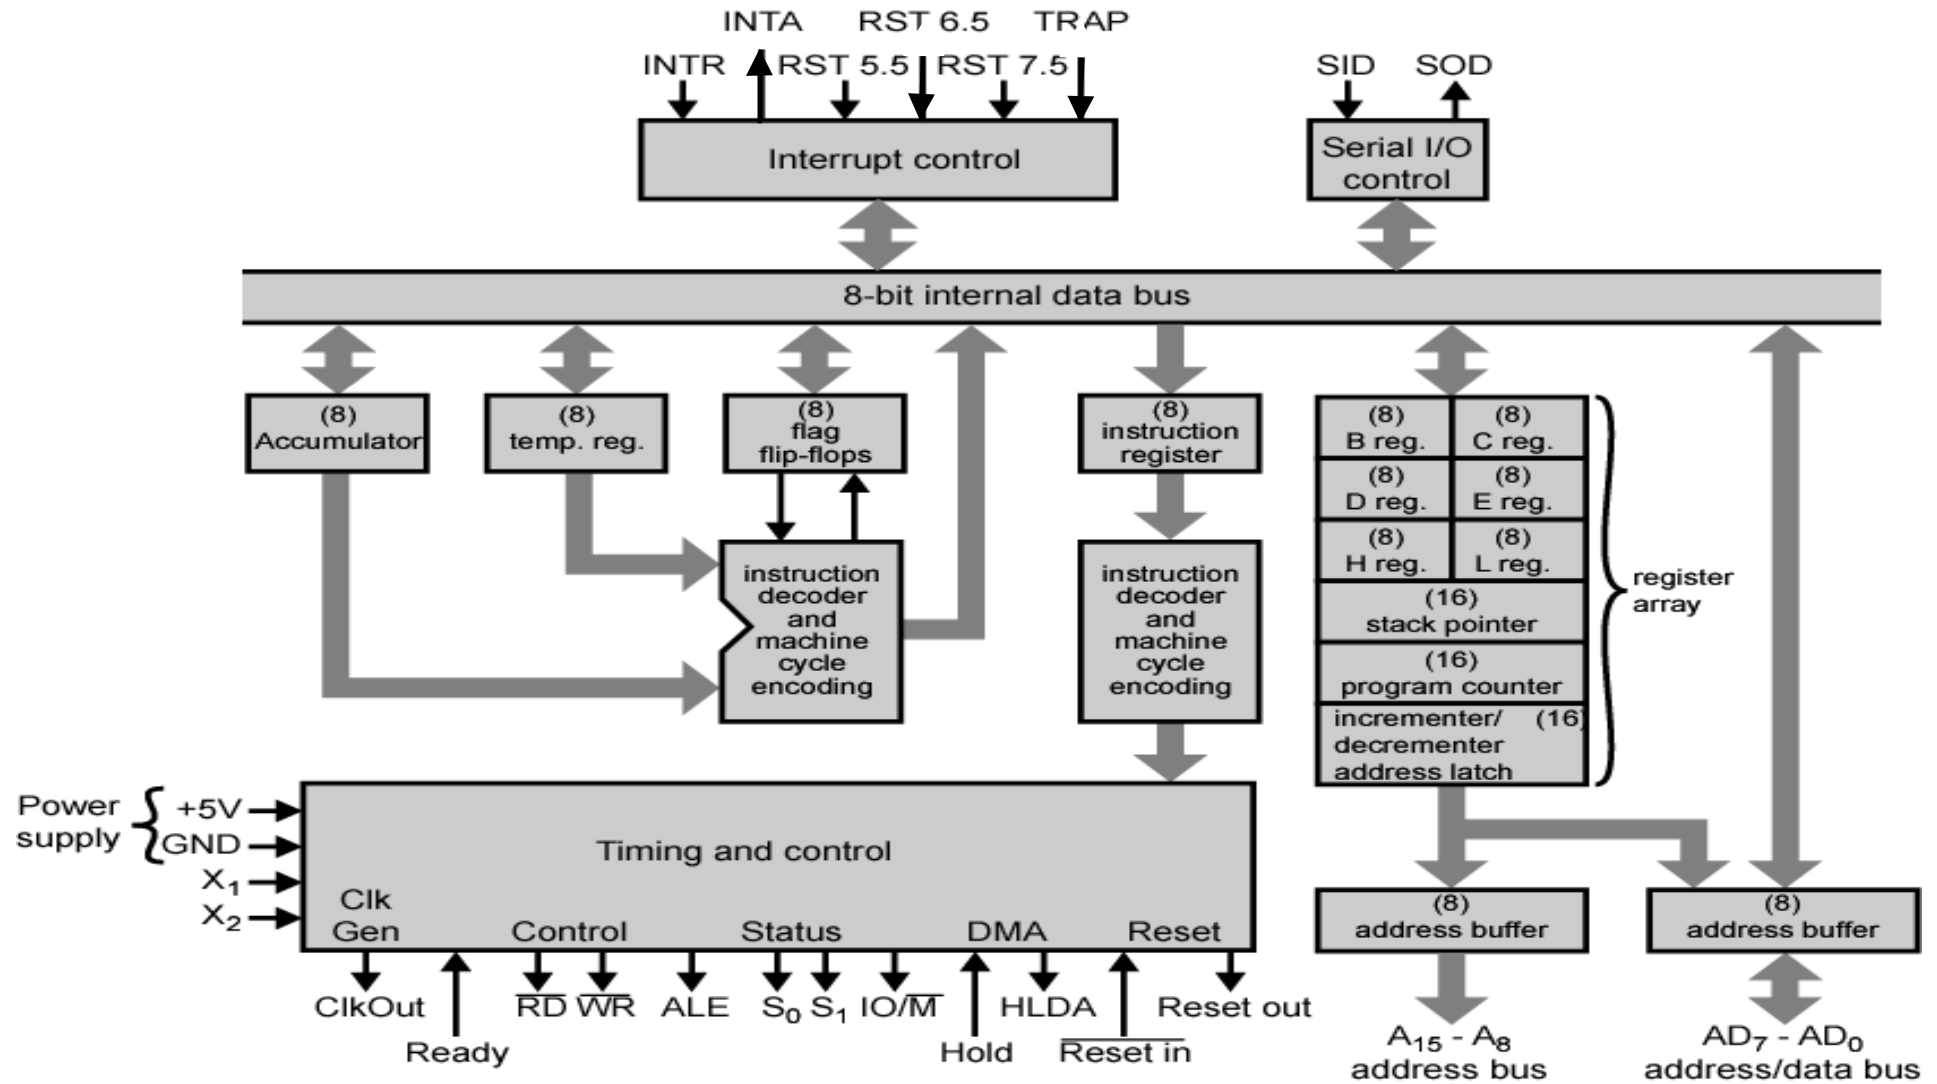 INTA RST 6.5 TRAP
INTR RST 5.5 RST 7.5 SID SOD
Interrupt control
Serial I/O
control
8-bit internal data bus
(8)
Accumulator
(8)
temp. reg.
(8)
flag
flip-flops
(8)
instruction
register
(8)
B reg.
(8)
C reg.
(8)
D reg.
(8)
E reg.
(8)
H reg.
(8)
L reg.
(16)
stack pointer
(16)
program counter
incrementer/ (16)
decrementer
address latch
register
array
instruction
decoder
and
machine
cycle
encoding
instruction
decoder
and
machine
cycle
encoding
Power
supply
+5V
GND
X₁
X₂
Timing and control
Clk
Gen
Control
Status
DMA
Reset
ClkOut
Ready
R̅D̅
W̅R̅
ALE
S₀ S₁
IO/M̅
Hold
HLDA
R̅e̅s̅e̅t̅ i̅n̅
Reset out
(8)
address buffer
(8)
address buffer
A₁₅ - A₈
address bus
AD₇ - AD₀
address/data bus